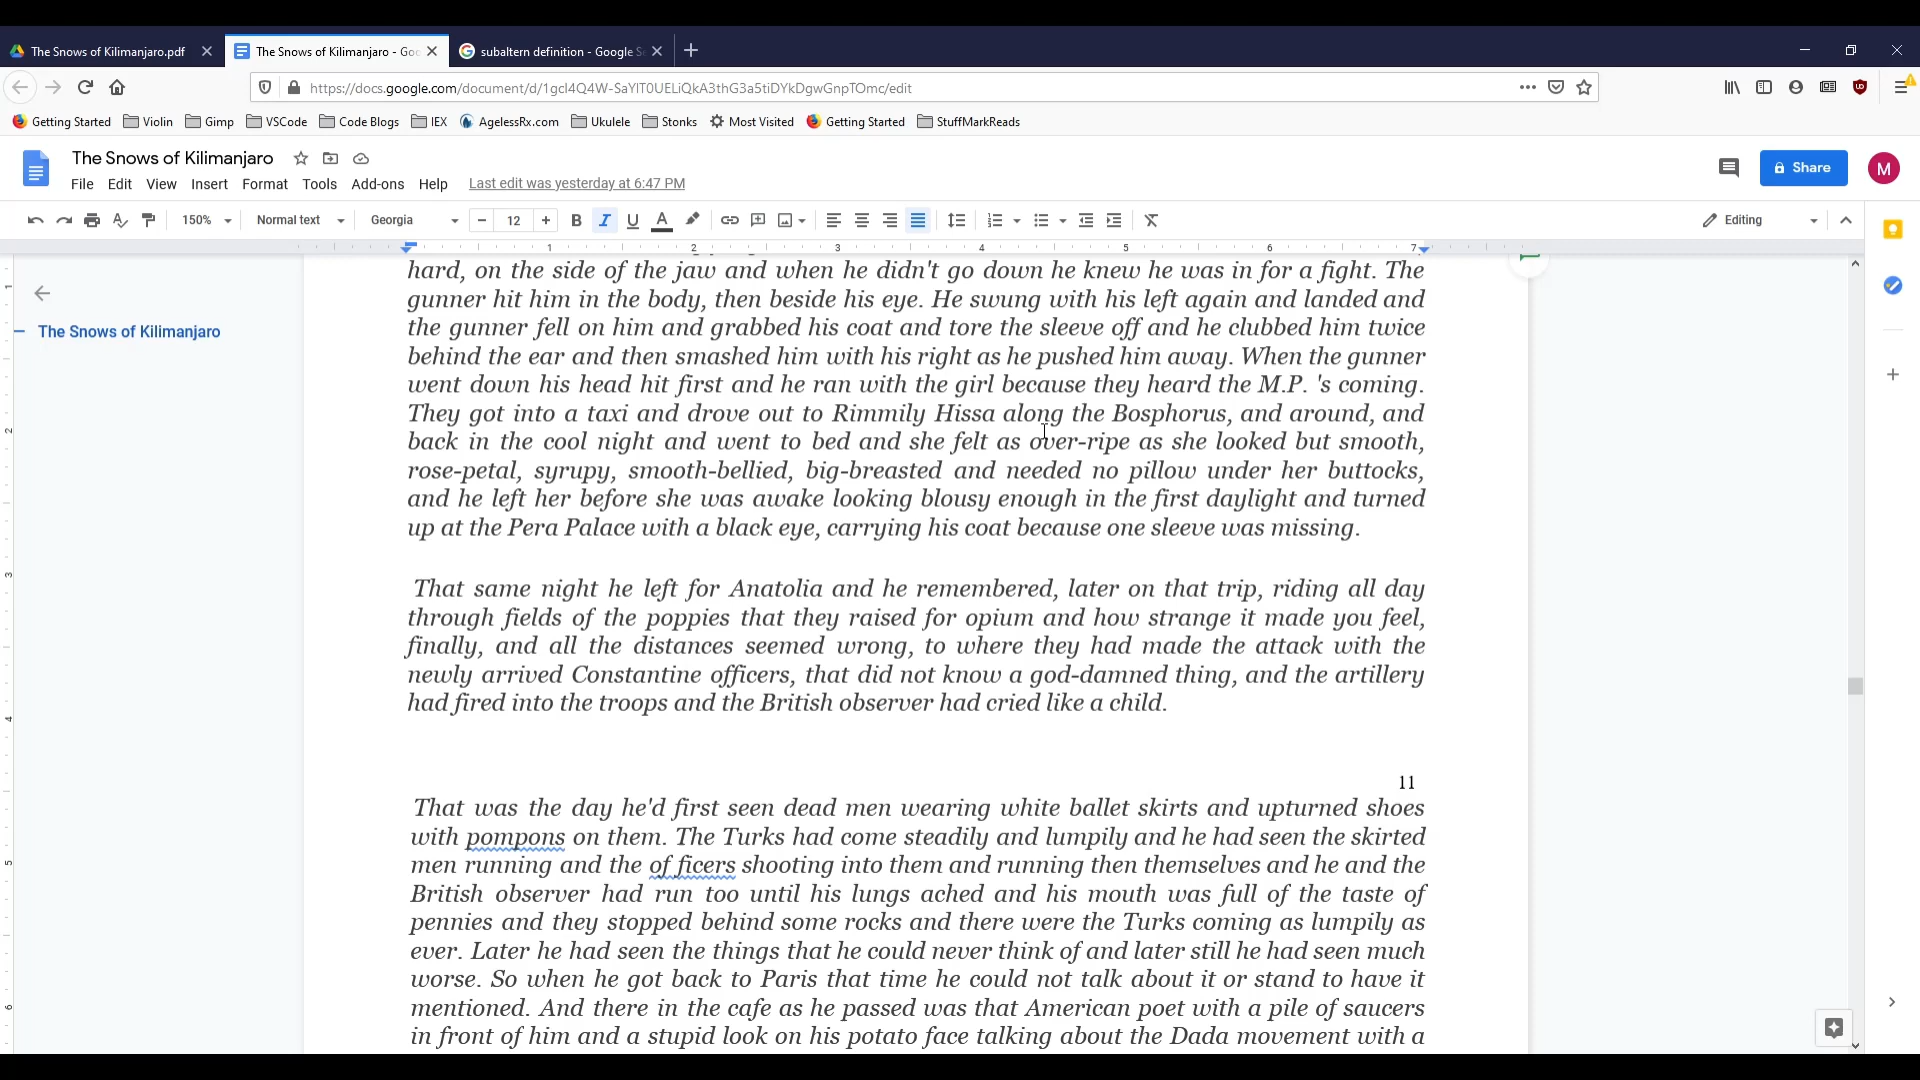 The Snows of Kilimanjaro.pdf
The Snows of Kilimanjaro - Goo
subaltern definition - Google S
https://docs.google.com/document/d/1gcl4Q4W-SaYlT0UELiQkA3thG3a5tiDYkDgwGnpTOmc/edit
Getting Started Violin Gimp VSCode Code Blogs IEX AgelessRx.com Ukulele Stonks Most Visited Getting Started StuffMarkReads
The Snows of Kilimanjaro
Share
M
File Edit View Insert Format Tools Add-ons Help Last edit was yesterday at 6:47 PM
150% Normal text Georgia 12 B I U A Editing
1 2 3 4 5 6 7
The Snows of Kilimanjaro
hard, on the side of the jaw and when he didn't go down he knew he was in for a fight. The
gunner hit him in the body, then beside his eye. He swung with his left again and landed and
the gunner fell on him and grabbed his coat and tore the sleeve off and he clubbed him twice
behind the ear and then smashed him with his right as he pushed him away. When the gunner
went down his head hit first and he ran with the girl because they heard the M.P. 's coming.
They got into a taxi and drove out to Rimmily Hissa along the Bosphorus, and around, and
back in the cool night and went to bed and she felt as over-ripe as she looked but smooth,
rose-petal, syrupy, smooth-bellied, big-breasted and needed no pillow under her buttocks,
and he left her before she was awake looking blousy enough in the first daylight and turned
up at the Pera Palace with a black eye, carrying his coat because one sleeve was missing.
That same night he left for Anatolia and he remembered, later on that trip, riding all day
through fields of the poppies that they raised for opium and how strange it made you feel,
finally, and all the distances seemed wrong, to where they had made the attack with the
newly arrived Constantine officers, that did not know a god-damned thing, and the artillery
had fired into the troops and the British observer had cried like a child.
11
That was the day he'd first seen dead men wearing white ballet skirts and upturned shoes
with pompons on them. The Turks had come steadily and lumpily and he had seen the skirted
men running and the of ficers shooting into them and running then themselves and he and the
British observer had run too until his lungs ached and his mouth was full of the taste of
pennies and they stopped behind some rocks and there were the Turks coming as lumpily as
ever. Later he had seen the things that he could never think of and later still he had seen much
worse. So when he got back to Paris that time he could not talk about it or stand to have it
mentioned. And there in the cafe as he passed was that American poet with a pile of saucers
in front of him and a stupid look on his potato face talking about the Dada movement with a